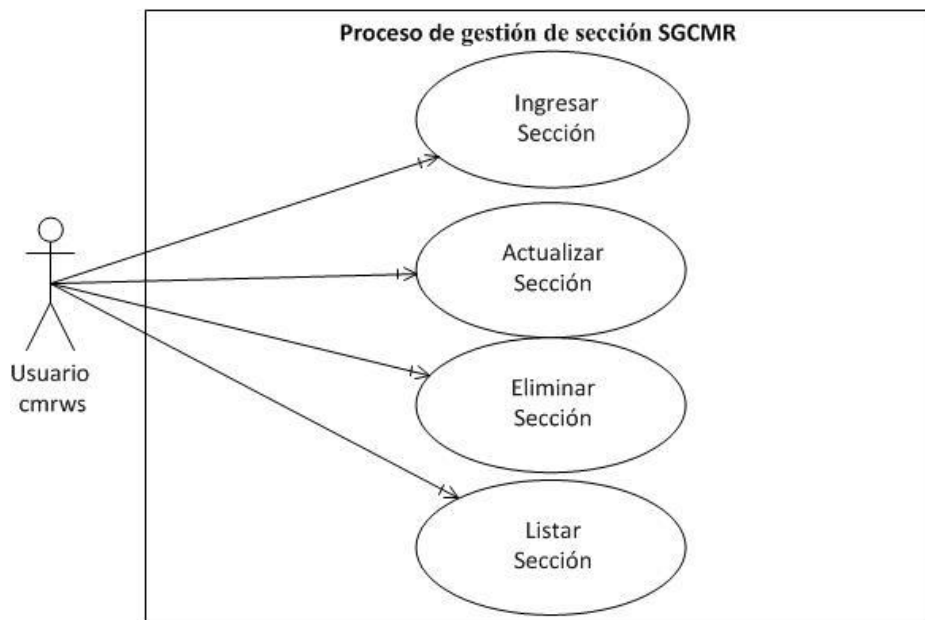 Proceso de gestión de sección SGCMR
Ingresar
Sección
Actualizar
Sección
Eliminar
Sección
Listar
Sección
Usuario
cmrws